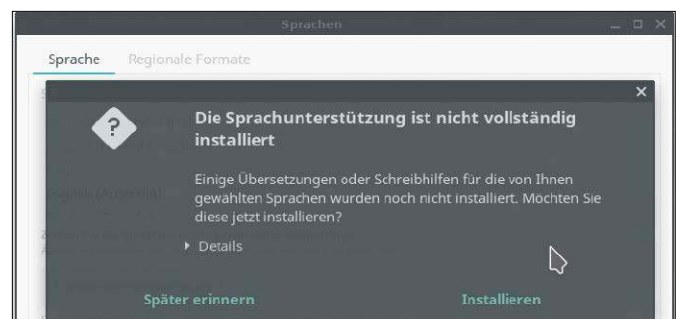 Sprachen
Sprache Regionale Formate
Die Sprachunterstützung ist nicht vollständig
installiert
Einige Übersetzungen oder Schreibhilfen für die von Ihnen
gewählten Sprachen wurden noch nicht installiert. Möchten Sie
diese jetzt installieren?
Details
Später erinnern Installieren